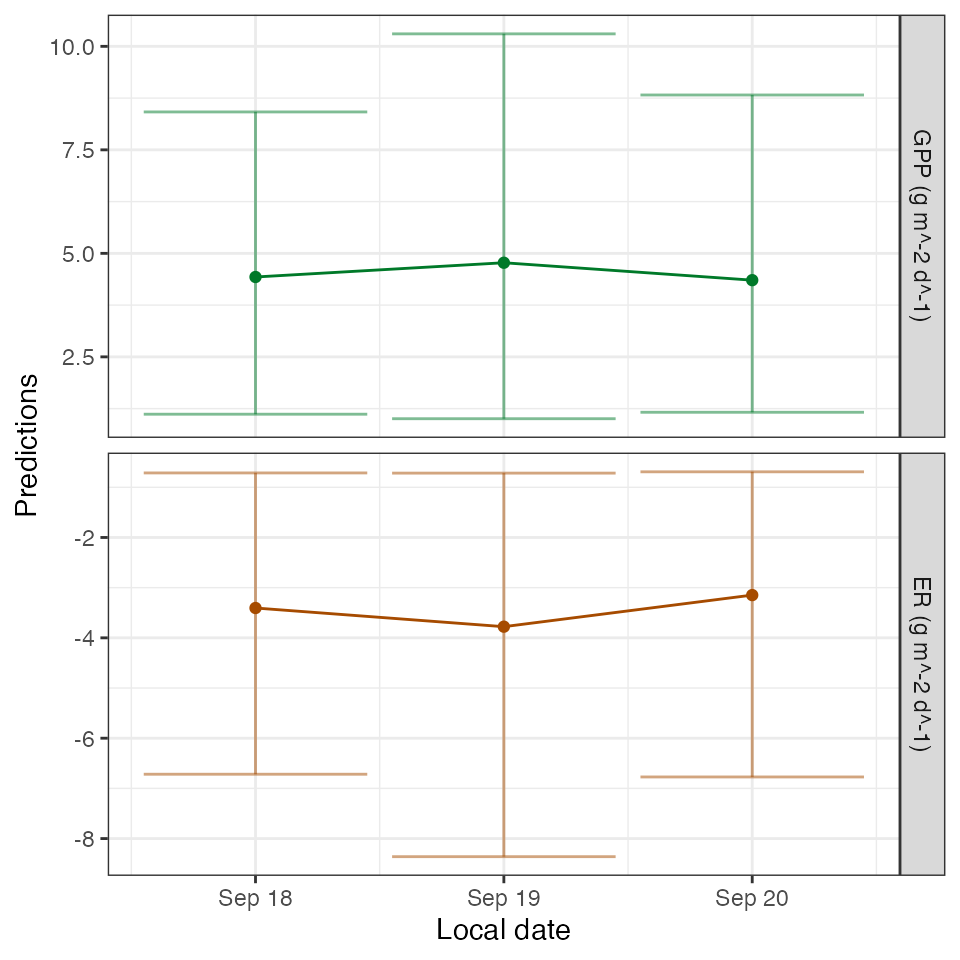 Predictions
10.0
7.5
5.0
2.5
GPP (g m^-2 d^-1)
-2
-4
-6
-8
ER (g m^-2 d^-1)
Sep 18
Sep 19
Sep 20
Local date